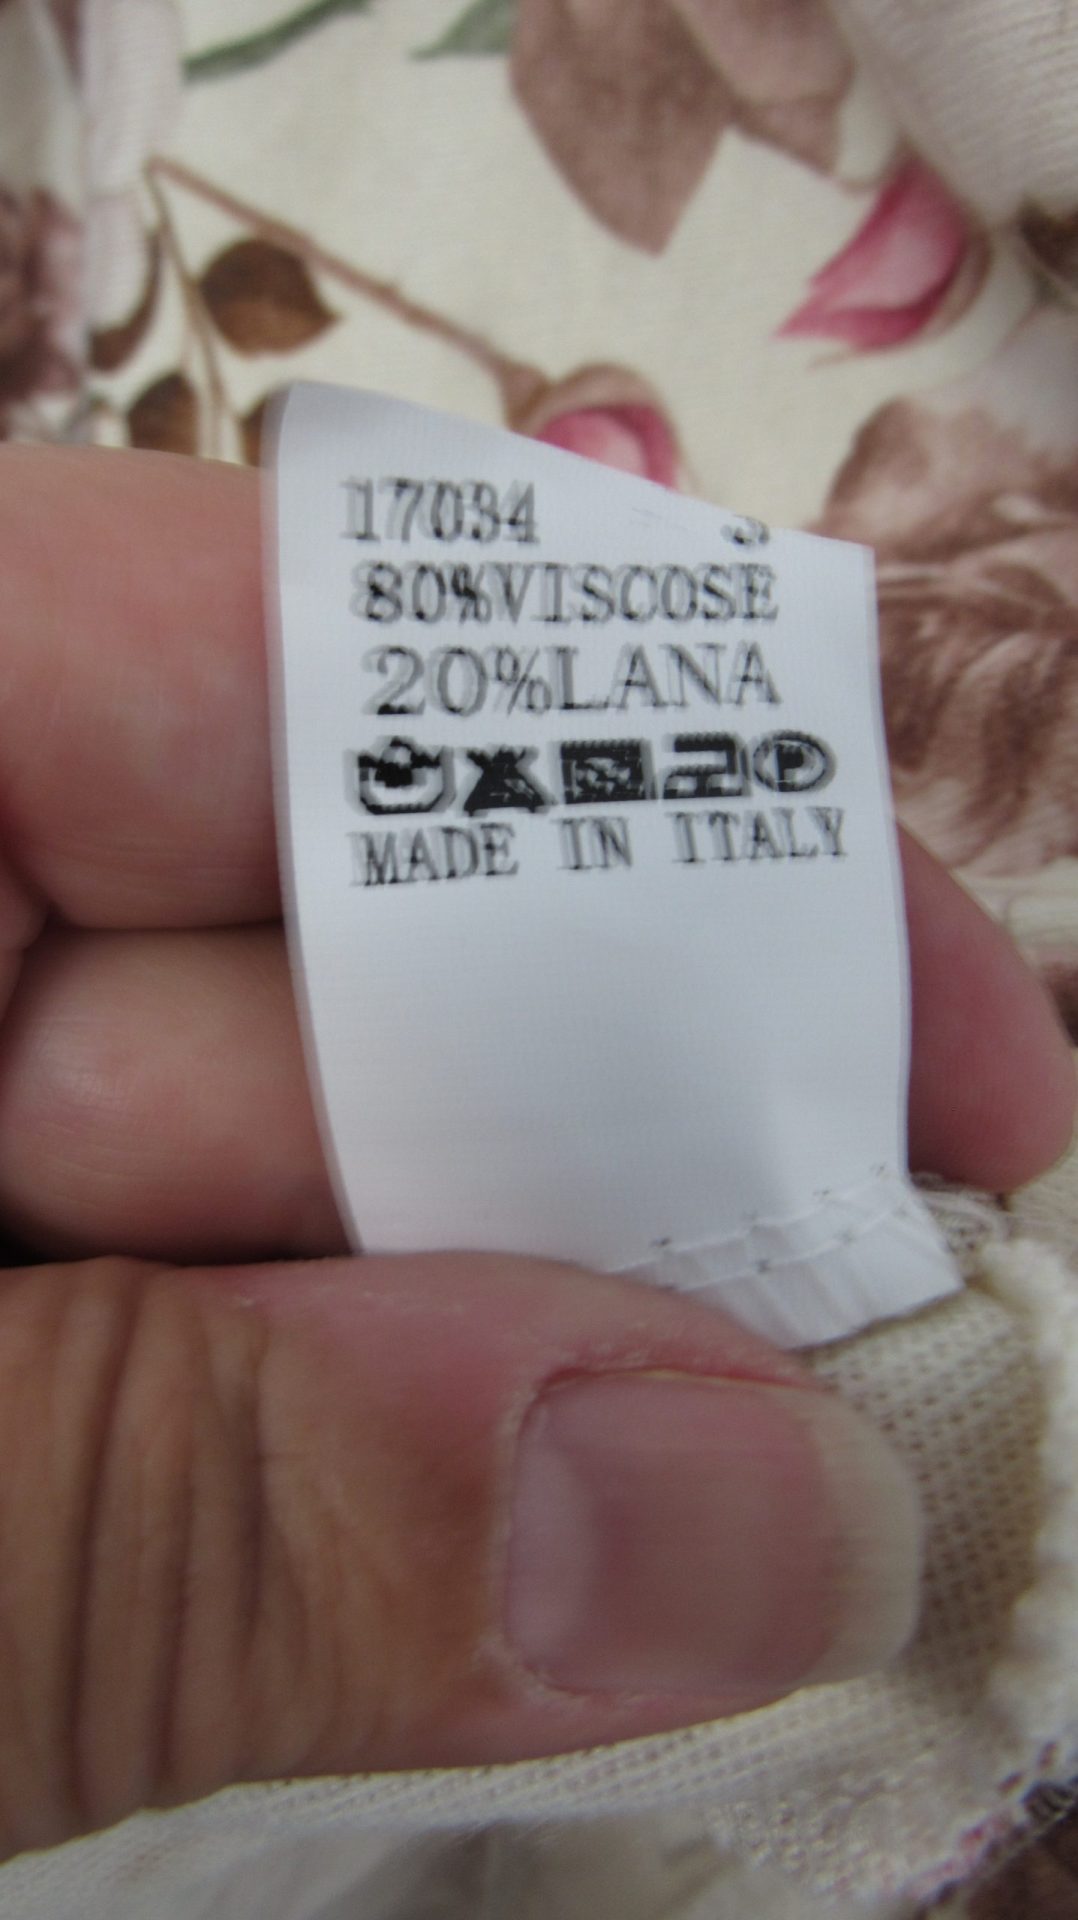 17034
80%VISCOSE
20%LANA
P
MADE IN ITALY